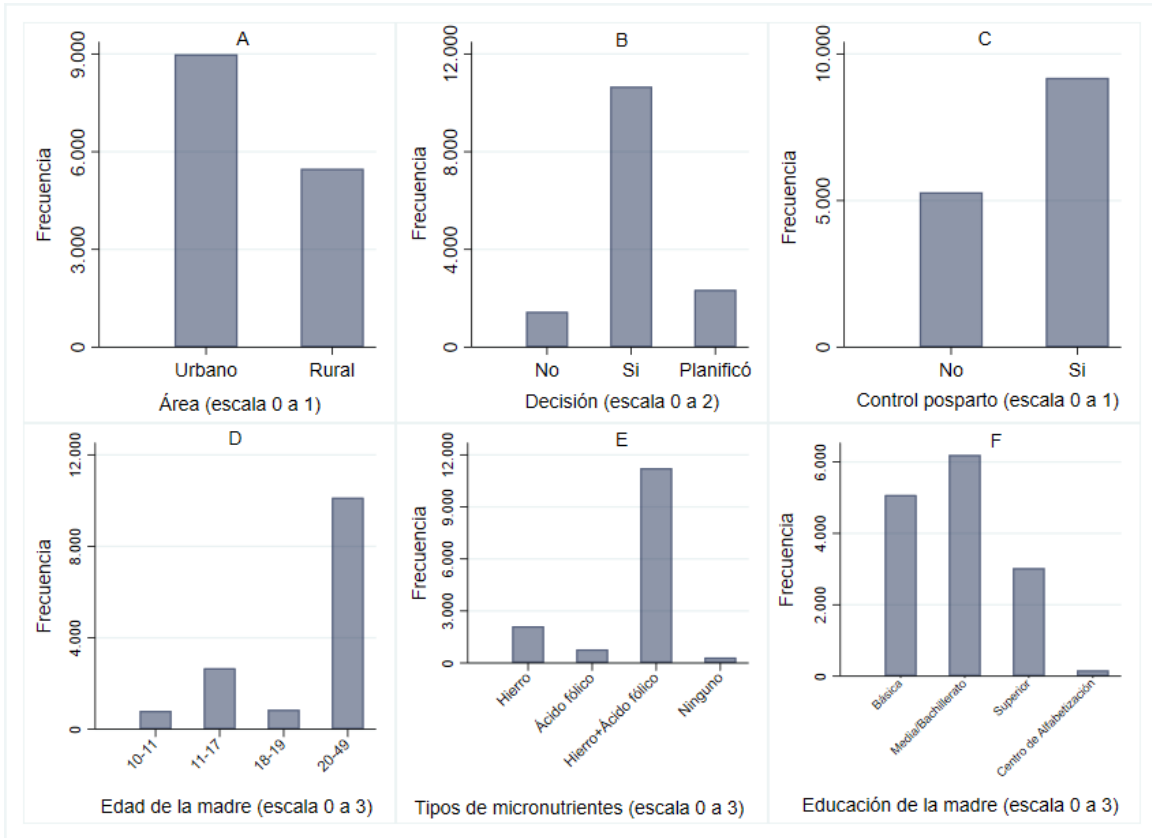 A
Frecuencia
9.000
6.000
3.000
0
Urbano Rural
Área (escala 0 a 1)
B
Frecuencia
12.000
8.000
4.000
0
No Si Planificó
Decisión (escala 0 a 2)
C
Frecuencia
10.000
5.000
0
No Si
Control posparto (escala 0 a 1)
D
Frecuencia
12.000
8.000
4.000
0
10-11 11-17 18-19 20-49
Edad de la madre (escala 0 a 3)
E
Frecuencia
12.000
9.000
6.000
3.000
0
Hierro
Ácido fólico
Hierro+Ácido fólico
Ninguno
Tipos de micronutrientes (escala 0 a 3)
F
Frecuencia
6.000
4.000
2.000
0
Básica
Media/Bachillerato
Superior
Centro de Alfabetización
Educación de la madre (escala 0 a 3)